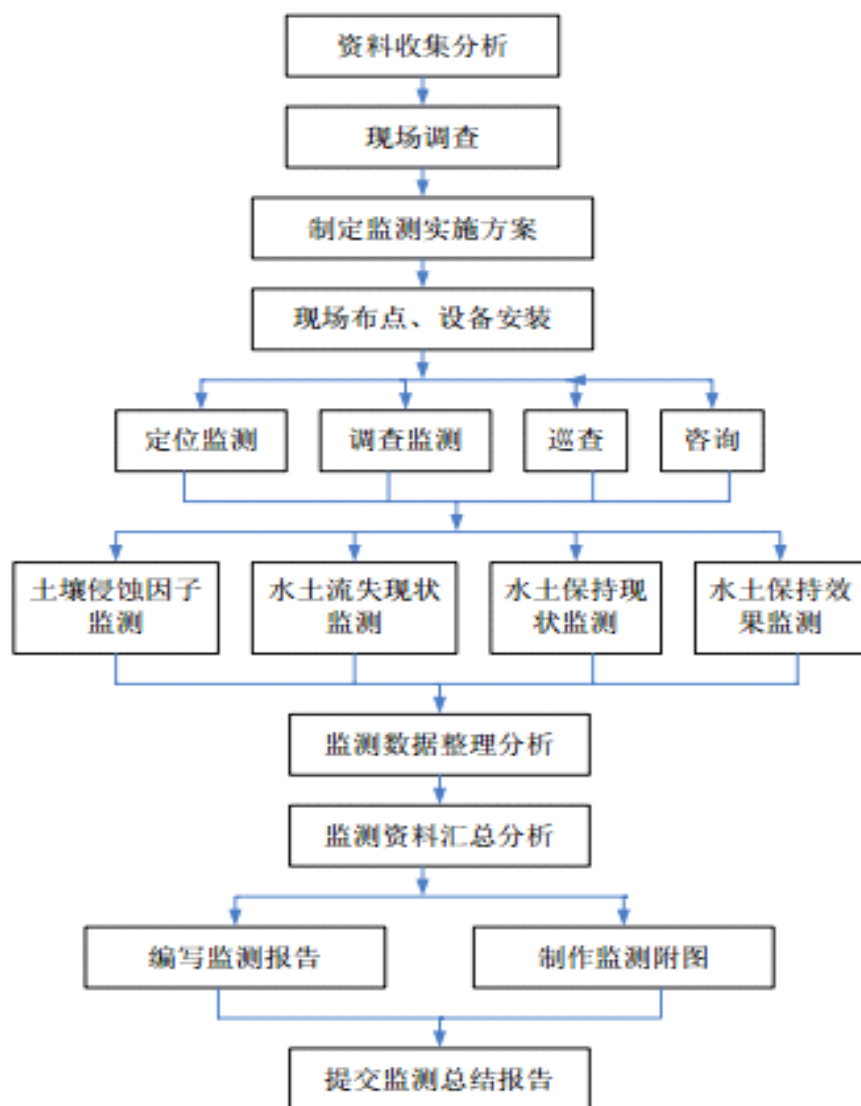 资料收集分析
现场调查
制定监测实施方案
现场布点、设备安装
定位监测
调查监测
巡查
咨询
土壤侵蚀因子
监测
水土流失现状
监测
水土保持现
状监测
水土保持效
果监测
监测数据整理分析
监测资料汇总分析
编写监测报告
制作监测附图
提交监测总结报告